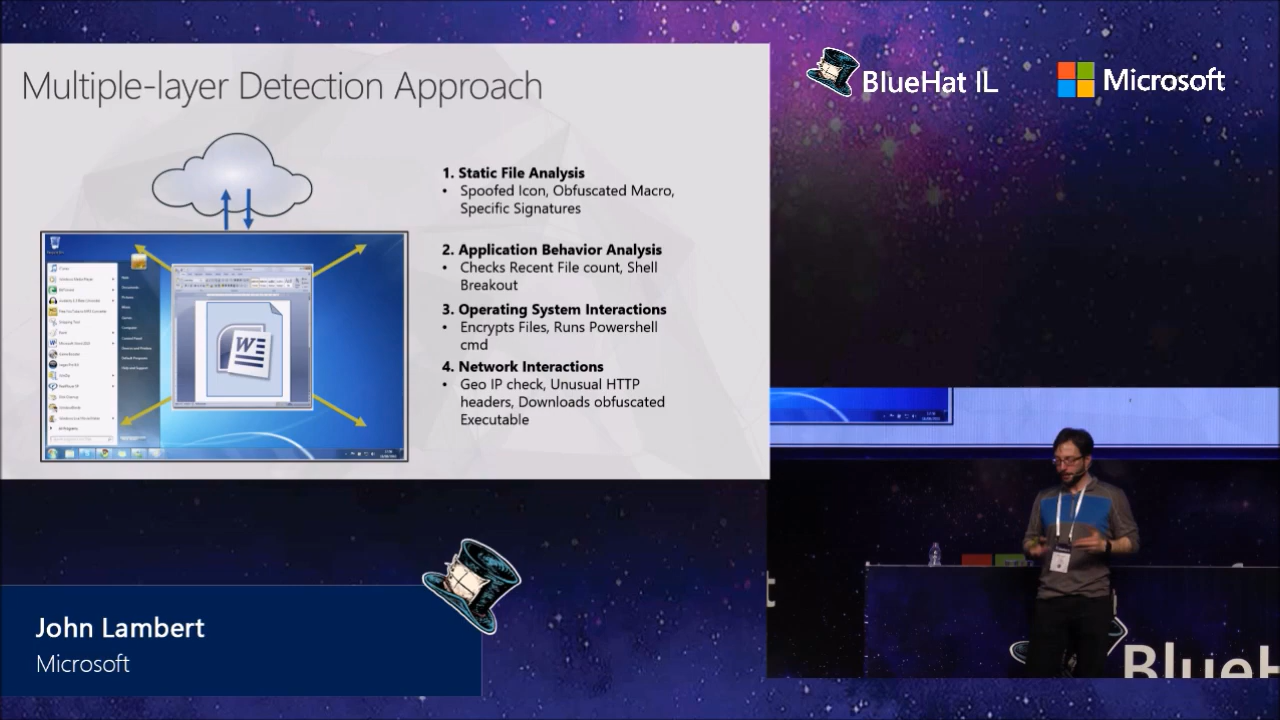 Multiple-layer Detection Approach
BlueHat IL
Microsoft
1. Static File Analysis
• Spoofed Icon, Obfuscated Macro,
Specific Signatures
2. Application Behavior Analysis
• Checks Recent File count, Shell
Breakout
3. Operating System Interactions
• Encrypts Files, Runs Powershell
cmd
4. Network Interactions
• Geo IP check, Unusual HTTP
headers, Downloads obfuscated
Executable
W
John Lambert
Microsoft
BlueH